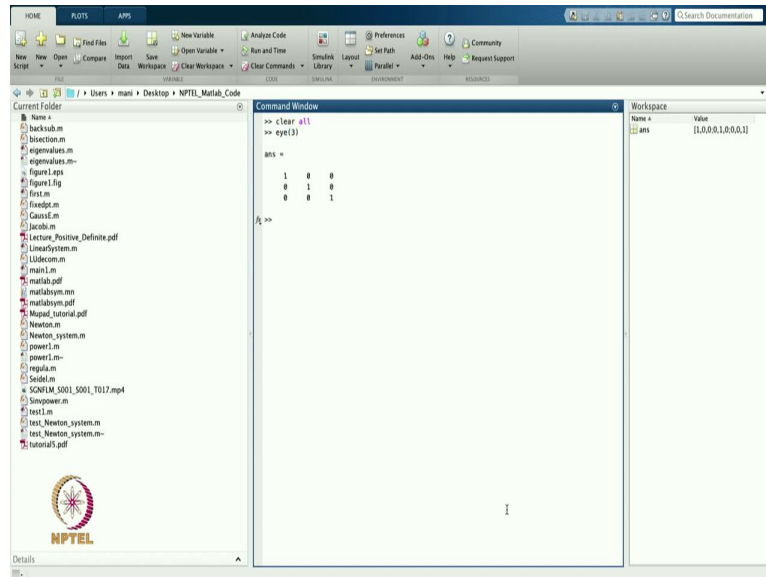 HOME PLOTS APPS
Search Documentation
New Script
New
Open
Find Files
Compare
Import Data
Save Workspace
New Variable
Open Variable
Clear Workspace
Analyze Code
Run and Time
Clear Commands
Simulink Library
Layout
Preferences
Set Path
Parallel
Add-Ons
Help
Community
Request Support
FILE VARIABLE CODE SIMULINK ENVIRONMENT RESOURCES
/ Users mani Desktop NPTEL_Matlab_Code
Current Folder
Name
backsub.m
bisection.m
eigenvalues.m
eigenvalues.m~
figure1.eps
figure1.fig
first.m
fixedpt.m
GaussE.m
Jacobi.m
Lecture_Positive_Definite.pdf
LinearSystem.m
LUdecom.m
main1.m
matlab.pdf
matlabsym.mn
matlabsym.pdf
Mupad_tutorial.pdf
Newton.m
Newton_system.m
power1.m
power1.m~
regula.m
Seidel.m
SGNFLM_S001_S001_T017.mp4
Sinvpower.m
test1.m
test_Newton_system.m
test_Newton_system.m~
tutorial5.pdf
NPTEL
Details
Command Window
>> clear all
>> eye(3)
ans =
1 0 0
0 1 0
0 0 1
fx >>
Workspace
Name Value
ans [1,0,0;0,1,0;0,0,1]